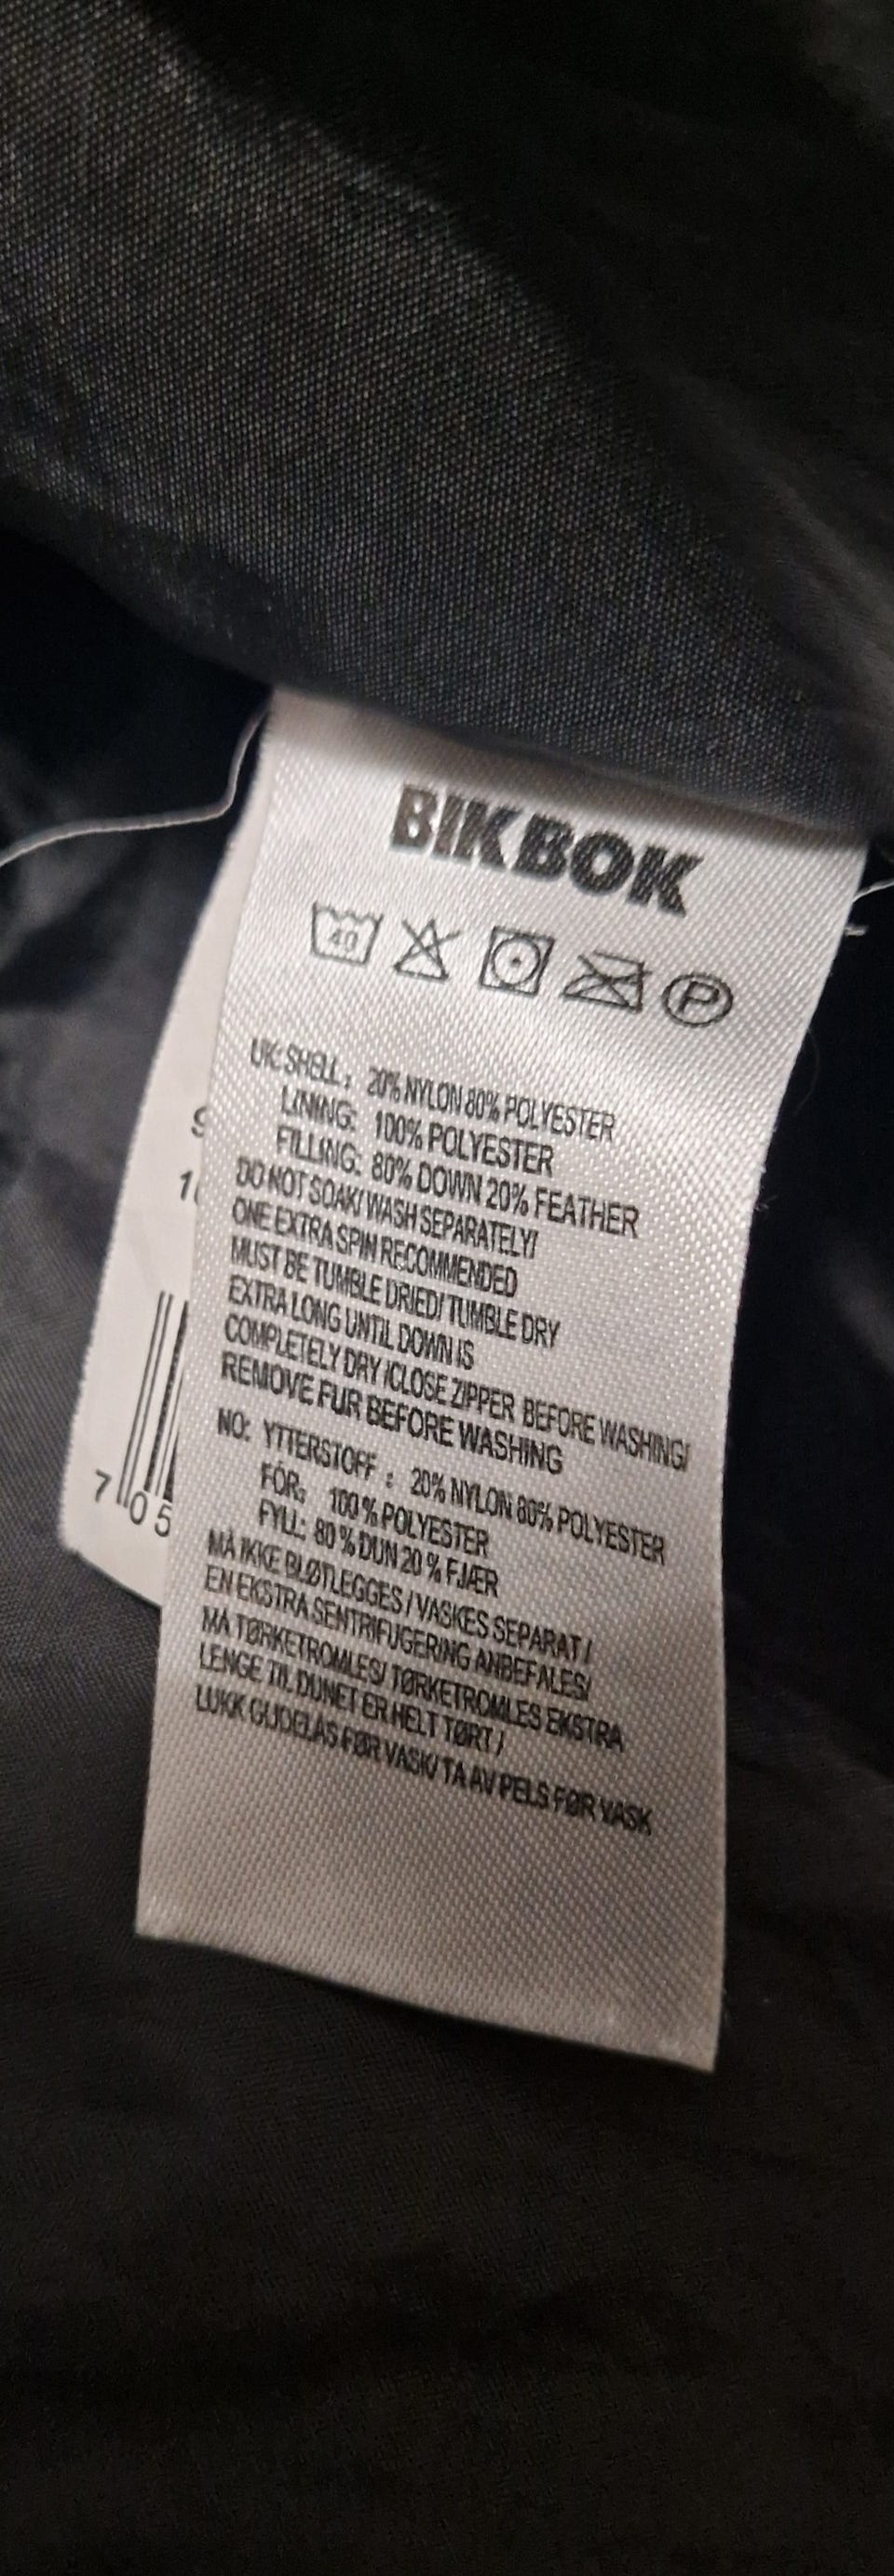 BIKBOK
40
P
UK: SHELL: 20% NYLON 80% POLYESTER
LINING: 100% POLYESTER
FILLING: 80% DOWN 20% FEATHER
DO NOT SOAK/ WASH SEPARATELY/
ONE EXTRA SPIN RECOMMENDED
MUST BE TUMBLE DRIED/ TUMBLE DRY
EXTRA LONG UNTIL DOWN IS
COMPLETELY DRY /CLOSE ZIPPER BEFORE WASHING/
REMOVE FUR BEFORE WASHING
NO: YTTERSTOFF : 20% NYLON 80% POLYESTER
FÓR: 100 % POLYESTER
FYLL: 80 % DUN 20 % FJÆR
MÅ IKKE BLØTLEGGES / VASKES SEPARAT /
EN EKSTRA SENTRIFUGERING ANBEFALES/
MÅ TØRKETROMLES/ TØRKETROMLES EKSTRA
LENGE TIL DUNET ER HELT TØRT /
LUKK GLIDELÅS FØR VASK/ TA AV PELS FØR VASK
7 05